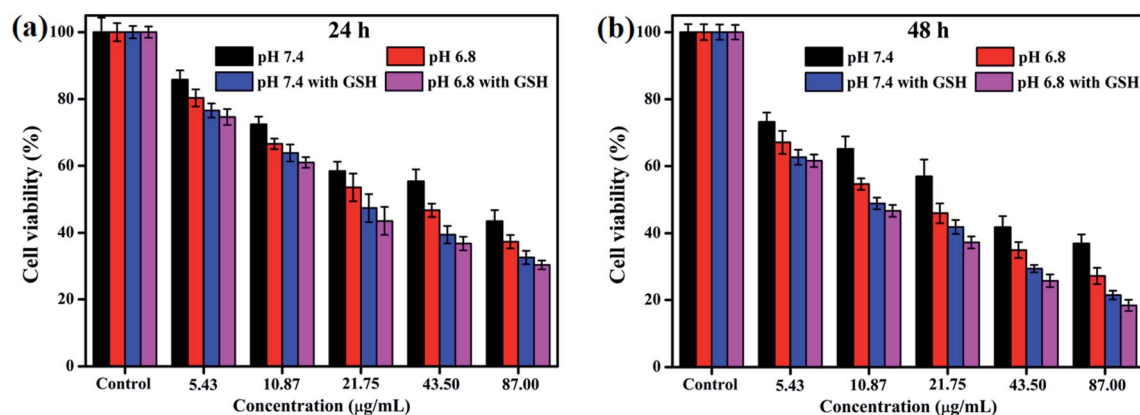 (a)
24 h
pH 7.4
pH 6.8
pH 7.4 with GSH
pH 6.8 with GSH
Cell viability (%)
100
80
60
40
20
0
Control
5.43
10.87
21.75
43.50
87.00
Concentration (μg/mL)
(b)
48 h
pH 7.4
pH 6.8
pH 7.4 with GSH
pH 6.8 with GSH
Cell viability (%)
100
80
60
40
20
0
Control
5.43
10.87
21.75
43.50
87.00
Concentration (μg/mL)